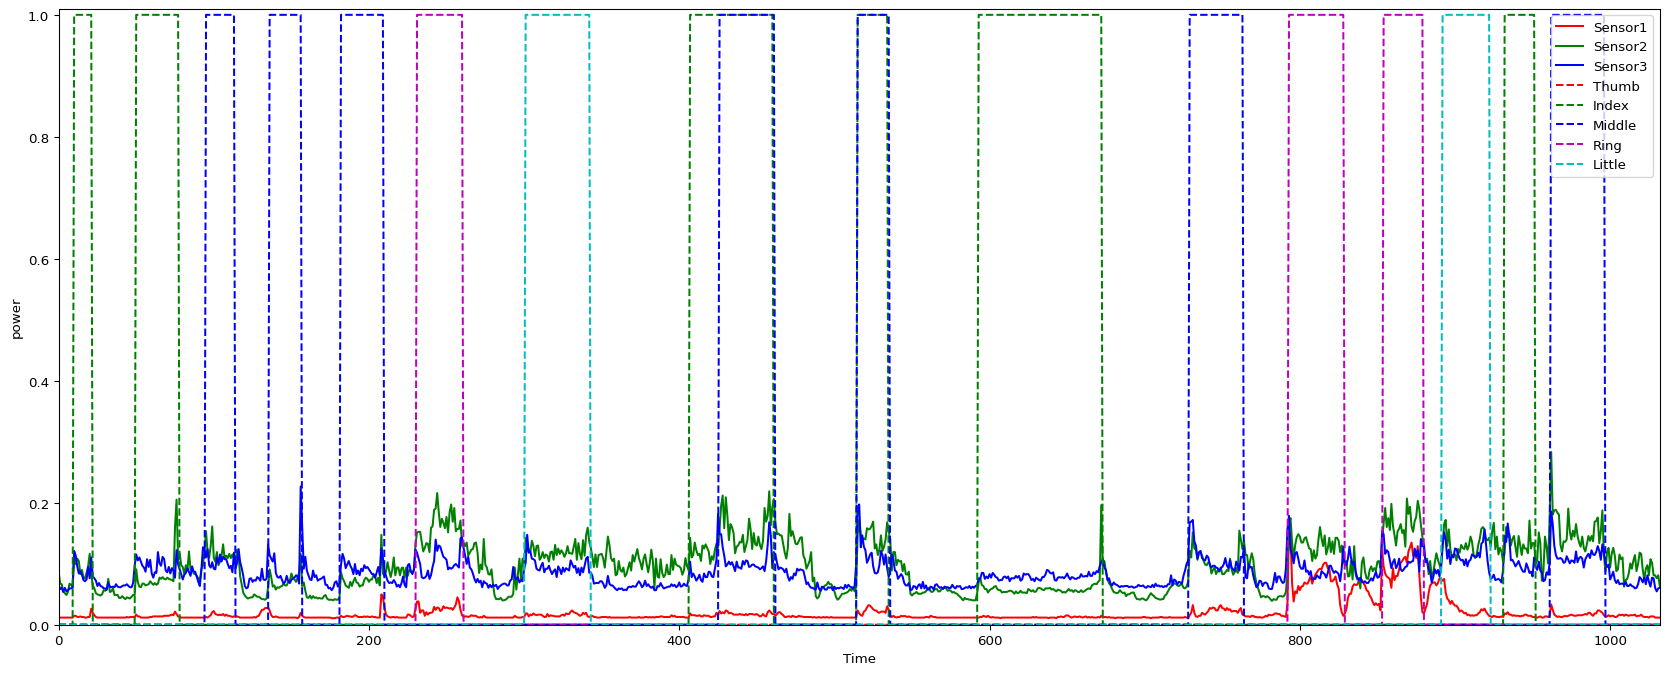 1.0
0.8
0.6
0.4
0.2
0.0
power
0
200
400
600
800
1000
Time
Sensor1
Sensor2
Sensor3
Thumb
Index
Middle
Ring
Little